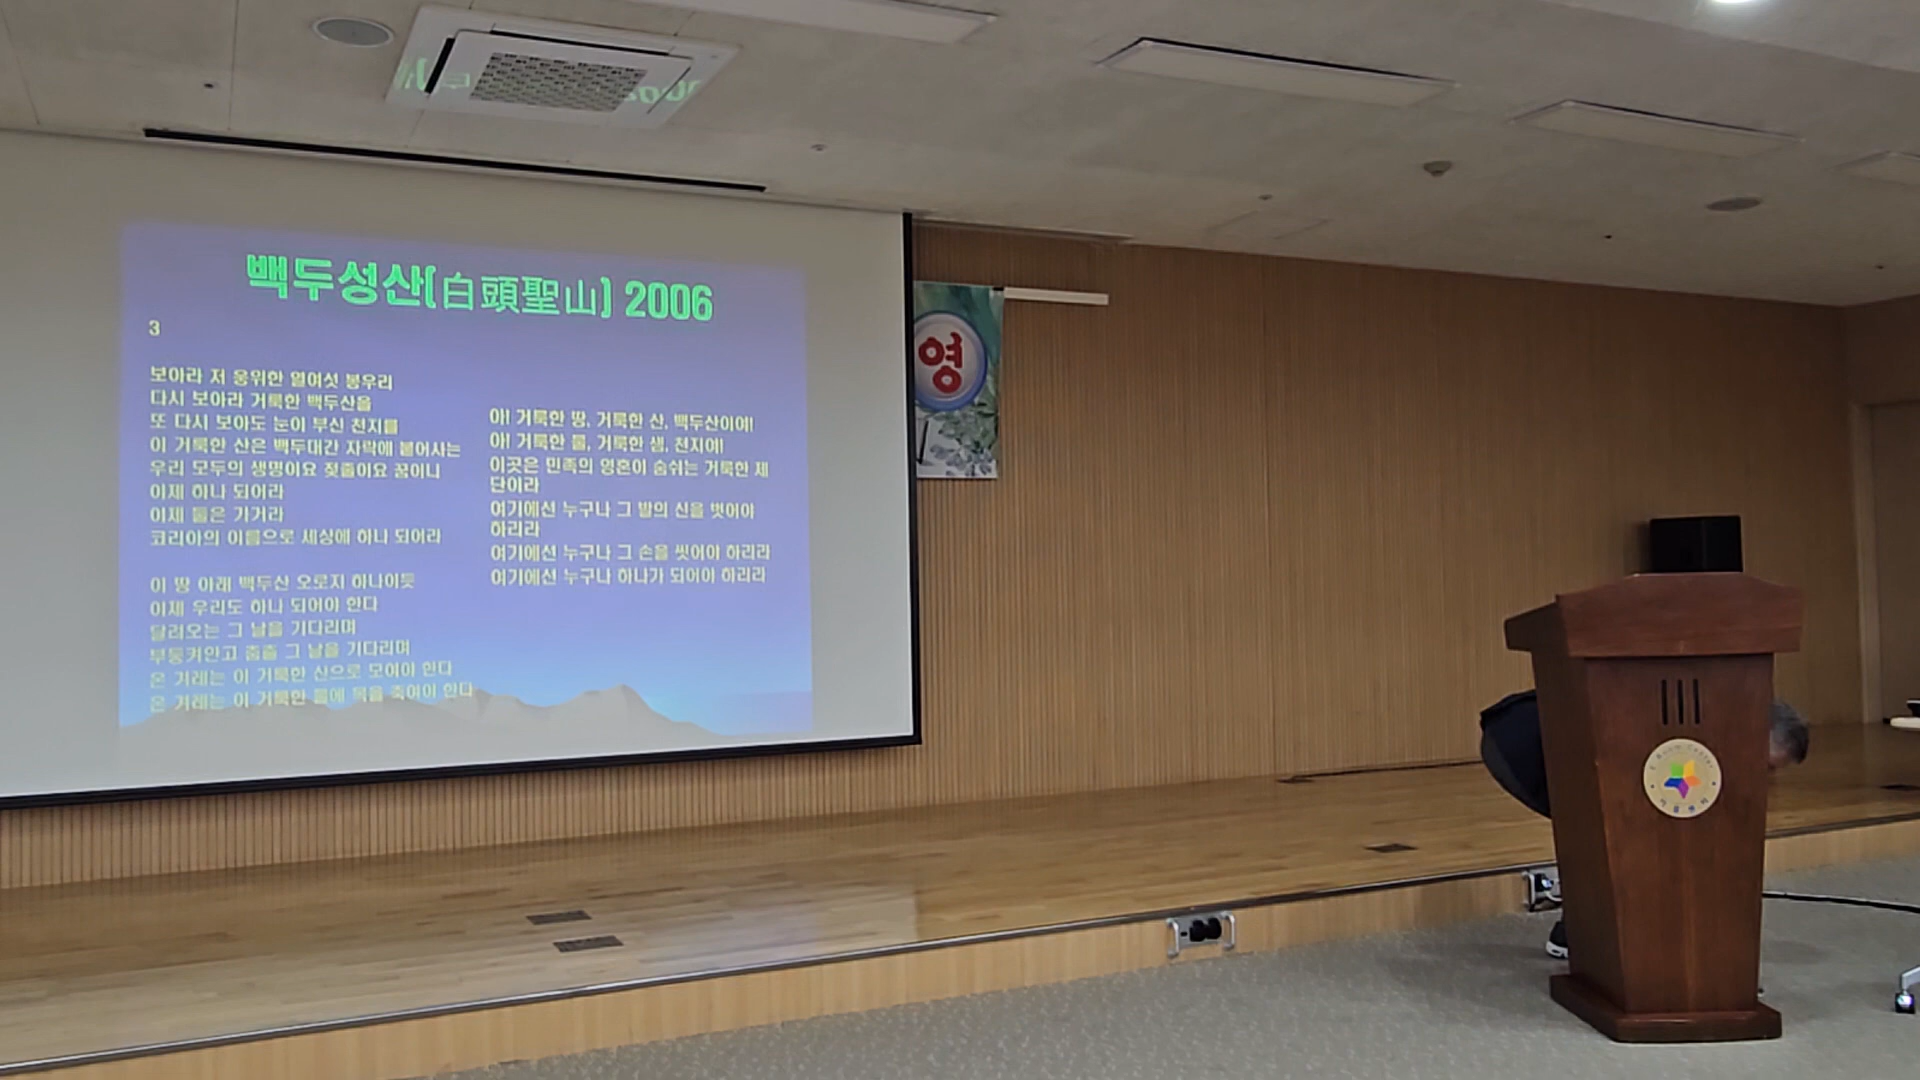 백두성산(白頭聖山) 2006
3
보아라 저 웅위한 열여섯 봉우리
다시 보아라 거룩한 백두산을
또 다시 보아도 눈이 부신 천지를
이 거룩한 산은 백두대간 자락에 붙어사는
우리 모두의 생명이요 젖줄이요 꿈이니
이제 하나 되어라
이제 둘은 가거라
코리아의 이름으로 세상에 하나 되어라
이 땅 아래 백두산 오로지 하나이듯
이제 우리도 하나 되어야 한다
달려오는 그 날을 기다리며
부둥켜안고 춤출 그 날을 기다리며
온 겨레는 이 거룩한 산으로 모여야 한다
온 겨레는 이 거룩한 물에 목을 축여야 한다
아! 거룩한 땅, 거룩한 산, 백두산이여!
아! 거룩한 물, 거룩한 샘, 천지여!
이곳은 민족의 영혼이 숨쉬는 거룩한 제
단이라
여기에선 누구나 그 발의 신을 벗어야
하리라
여기에선 누구나 그 손을 씻어야 하리라
여기에선 누구나 하나가 되어야 하리라
영